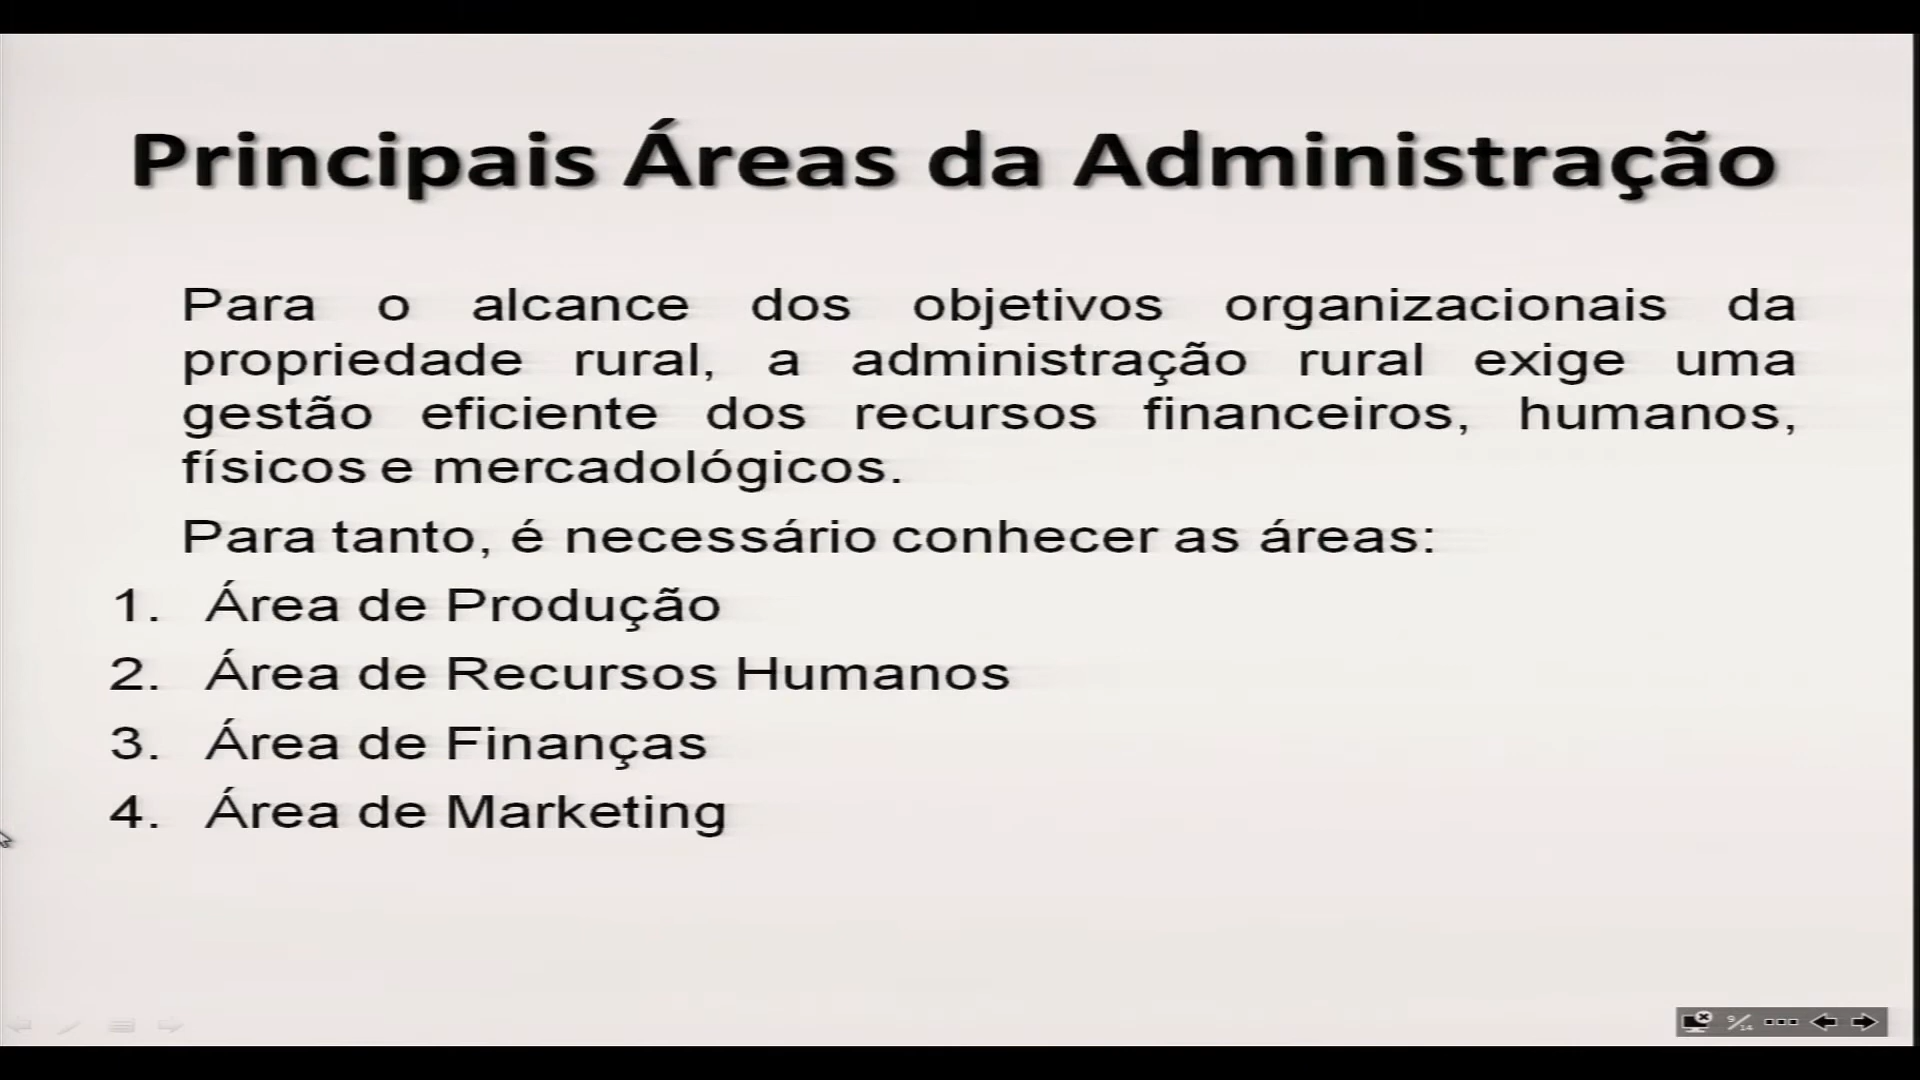 Principais Áreas da Administração
Para o alcance dos objetivos organizacionais da
propriedade rural, a administração rural exige uma
gestão eficiente dos recursos financeiros, humanos,
físicos e mercadológicos.
Para tanto, é necessário conhecer as áreas:
1. Área de Produção
2. Área de Recursos Humanos
3. Área de Finanças
4. Área de Marketing
9/14